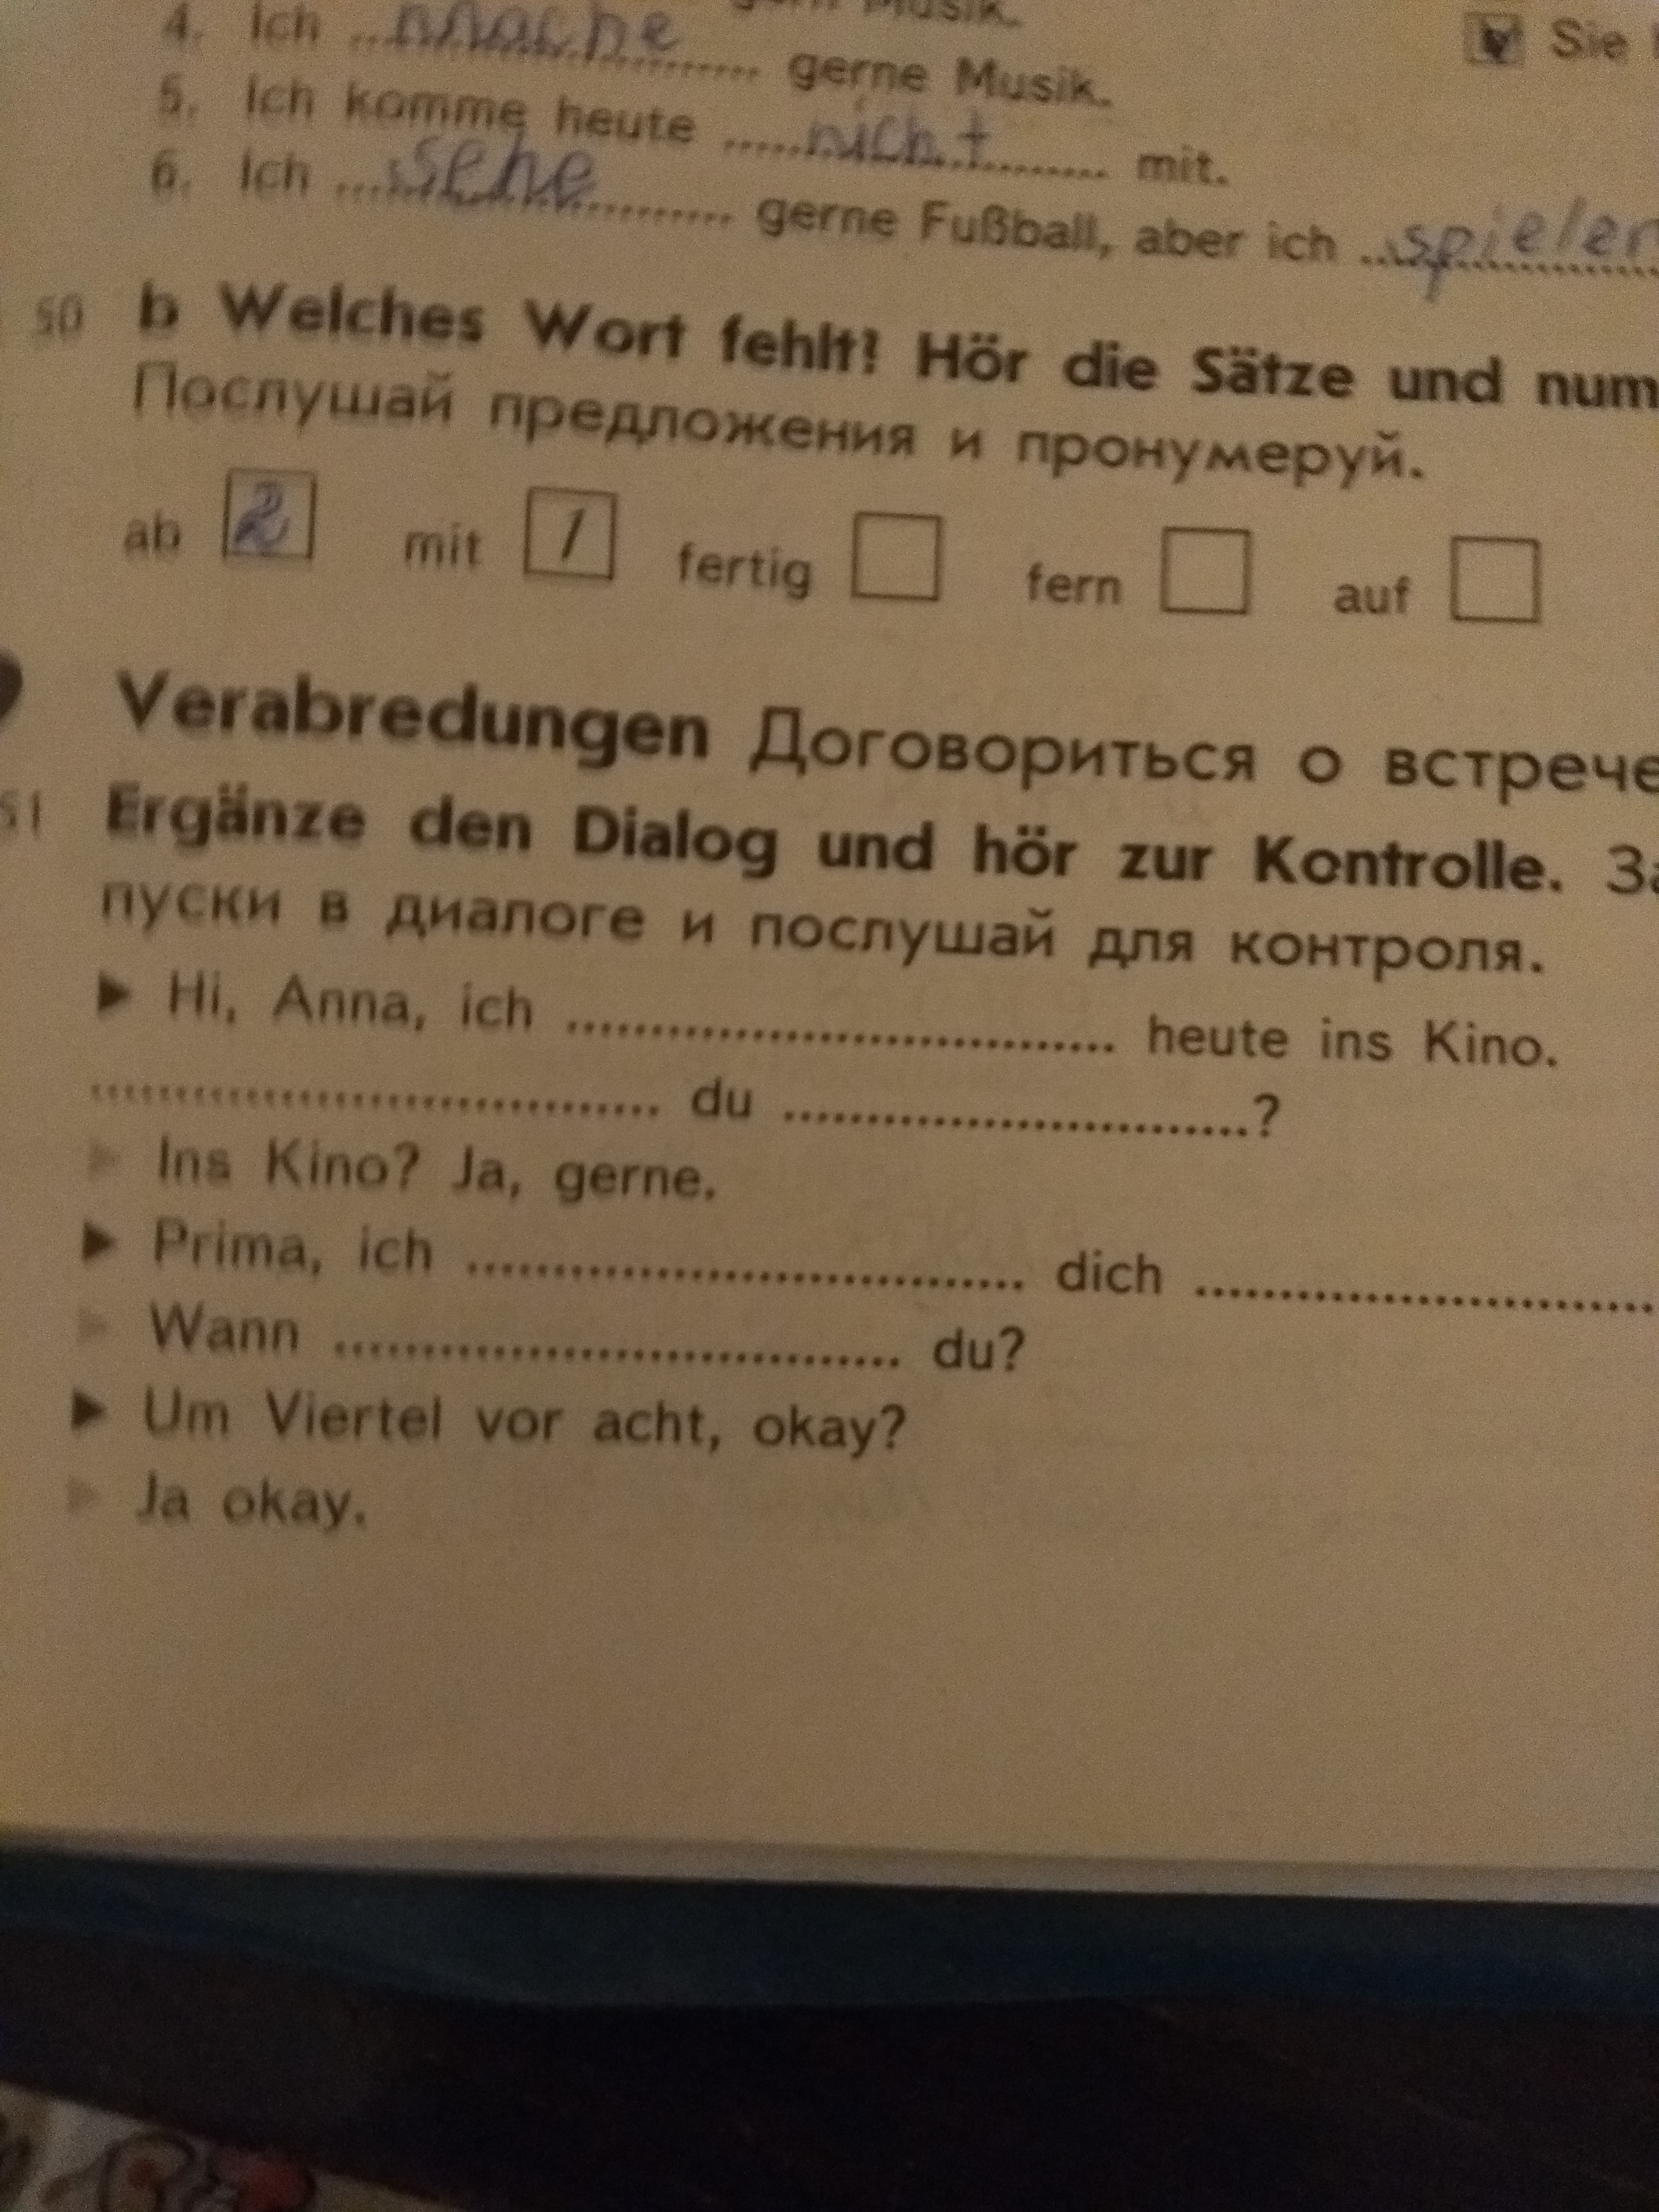 Musik.
4. Ich mache gerne Musik.
Sie
5. Ich komme heute nicht mit.
6. Ich sehe gerne Fußball, aber ich spieler
50 b Welches Wort fehlt? Hör die Sätze und num
Послушай предложения и пронумеруй.
ab 2 mit 1 fertig fern auf
Verabredungen Договориться о встрече
51 Ergänze den Dialog und hör zur Kontrolle. За
пуски в диалоге и послушай для контроля.
Hi, Anna, ich ........ heute ins Kino.
........ du ........?
Ins Kino? Ja, gerne.
Prima, ich ........ dich ........
Wann ........ du?
Um Viertel vor acht, okay?
Ja okay.